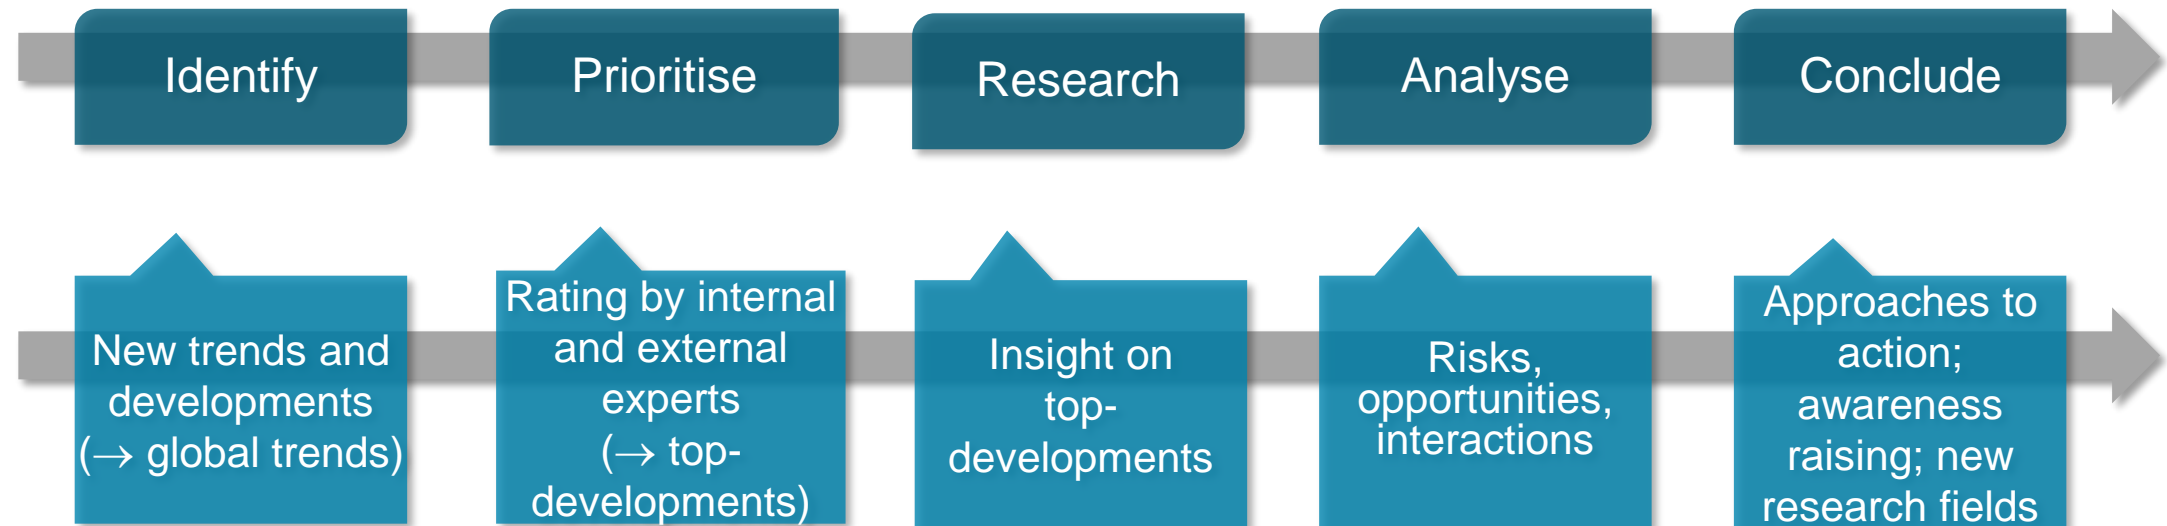 Identify
Prioritise
Research
Analyse
Conclude
New trends and
developments
(→ global trends)
Rating by internal
and external
experts
(→ top-
developments)
Insight on
top-
developments
Risks,
opportunities,
interactions
Approaches to
action;
awareness
raising; new
research fields